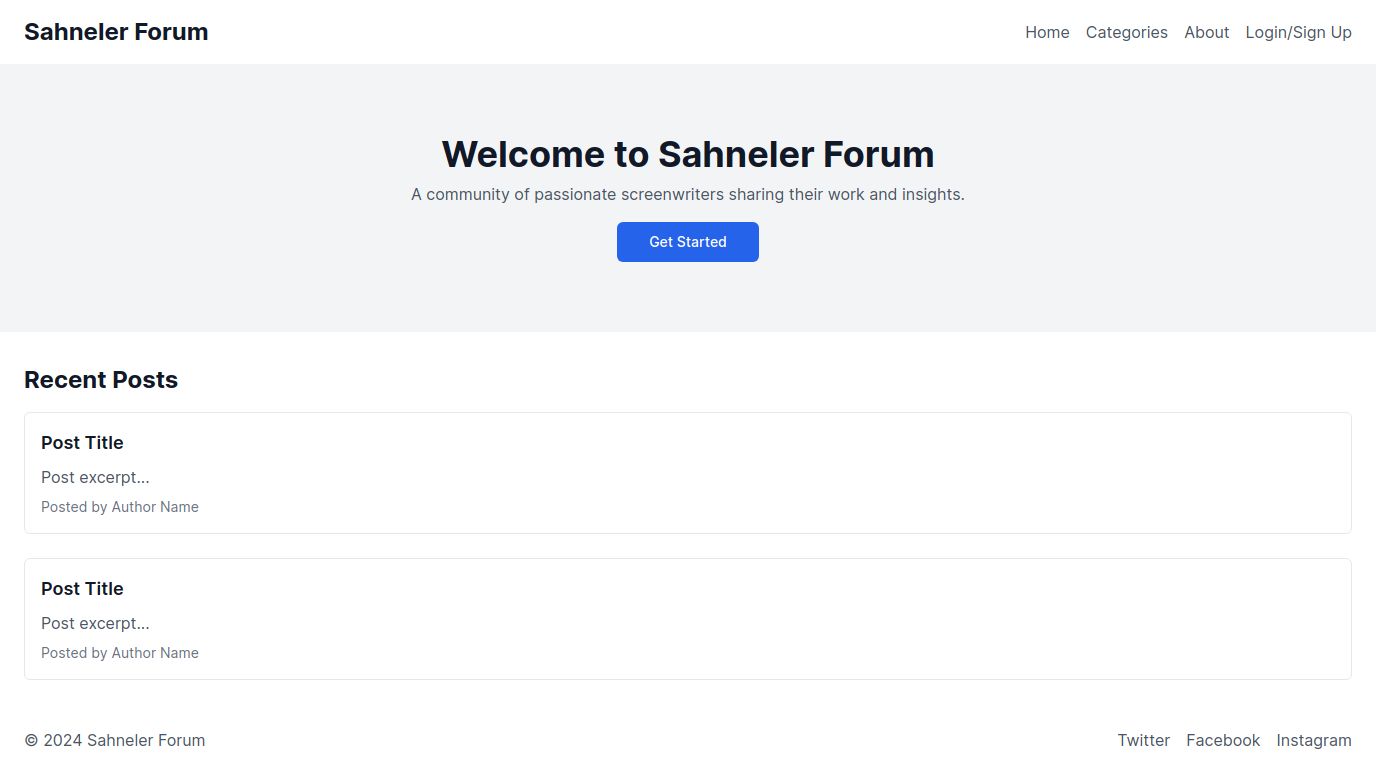 Sahneler Forum
Home Categories About Login/Sign Up
Welcome to Sahneler Forum
A community of passionate screenwriters sharing their work and insights.
Get Started
Recent Posts
Post Title
Post excerpt...
Posted by Author Name
Post Title
Post excerpt...
Posted by Author Name
© 2024 Sahneler Forum
Twitter Facebook Instagram